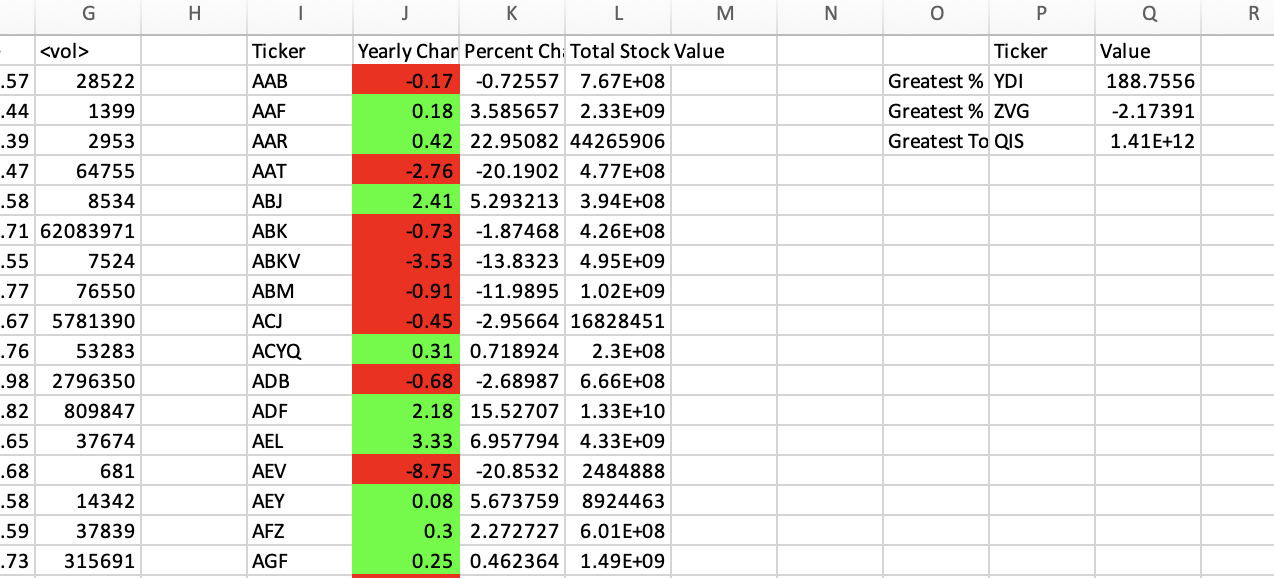 G H I J K L M N O P Q R
<vol> Ticker Yearly Char Percent Ch Total Stock Value Ticker Value
.57 28522 AAB -0.17 -0.72557 7.67E+08 Greatest % YDI 188.7556
.44 1399 AAF 0.18 3.585657 2.33E+09 Greatest % ZVG -2.17391
.39 2953 AAR 0.42 22.95082 44265906 Greatest To QIS 1.41E+12
.47 64755 AAT -2.76 -20.1902 4.77E+08
.58 8534 ABJ 2.41 5.293213 3.94E+08
.71 62083971 ABK -0.73 -1.87468 4.26E+08
.55 7524 ABKV -3.53 -13.8323 4.95E+09
.77 76550 ABM -0.91 -11.9895 1.02E+09
.67 5781390 ACJ -0.45 -2.95664 16828451
.76 53283 ACYQ 0.31 0.718924 2.3E+08
.98 2796350 ADB -0.68 -2.68987 6.66E+08
.82 809847 ADF 2.18 15.52707 1.33E+10
.65 37674 AEL 3.33 6.957794 4.33E+09
.68 681 AEV -8.75 -20.8532 2484888
.58 14342 AEY 0.08 5.673759 8924463
.59 37839 AFZ 0.3 2.272727 6.01E+08
.73 315691 AGF 0.25 0.462364 1.49E+09